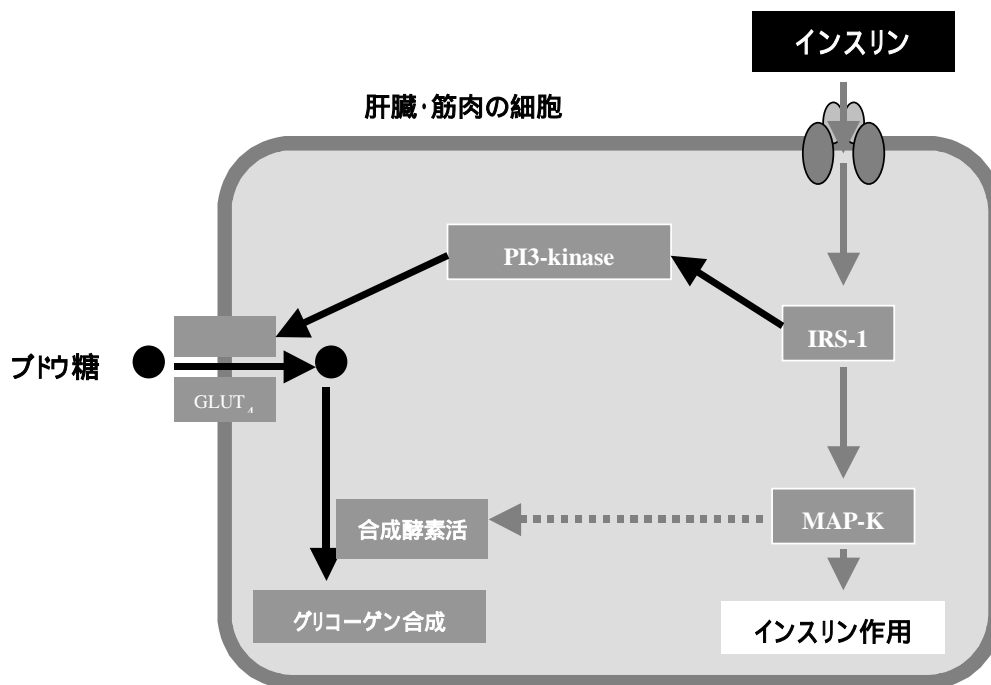 インスリン
肝臓・筋肉の細胞
PI3-kinase
IRS-1
ブドウ糖
GLUT4
MAP-K
合成酵素活
グリコーゲン合成
インスリン作用